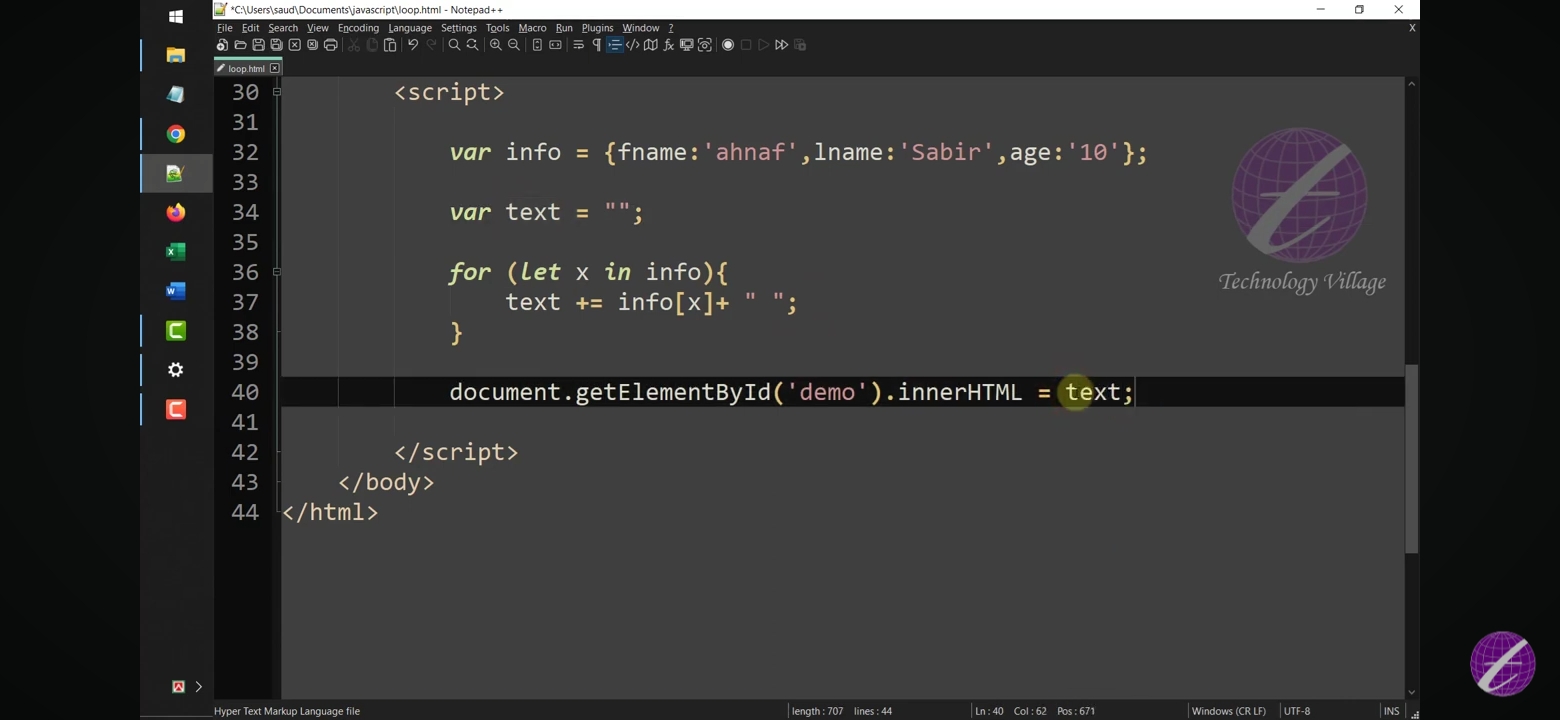 *C:\Users\saud\Documents\javascript\loop.html - Notepad++
File Edit Search View Encoding Language Settings Tools Macro Run Plugins Window ? X
loop.html
30 <script>
31
32 var info = {fname:'ahnaf',lname:'Sabir',age:'10'};
33
34 var text = "";
35
36 for (let x in info){
37 text += info[x]+ " ";
38 }
39
40 document.getElementById('demo').innerHTML = text;
41
42 </script>
43 </body>
44 </html>
Technology Village
Hyper Text Markup Language file length : 707 lines : 44 Ln : 40 Col : 62 Pos : 671 Windows (CR LF) UTF-8 INS